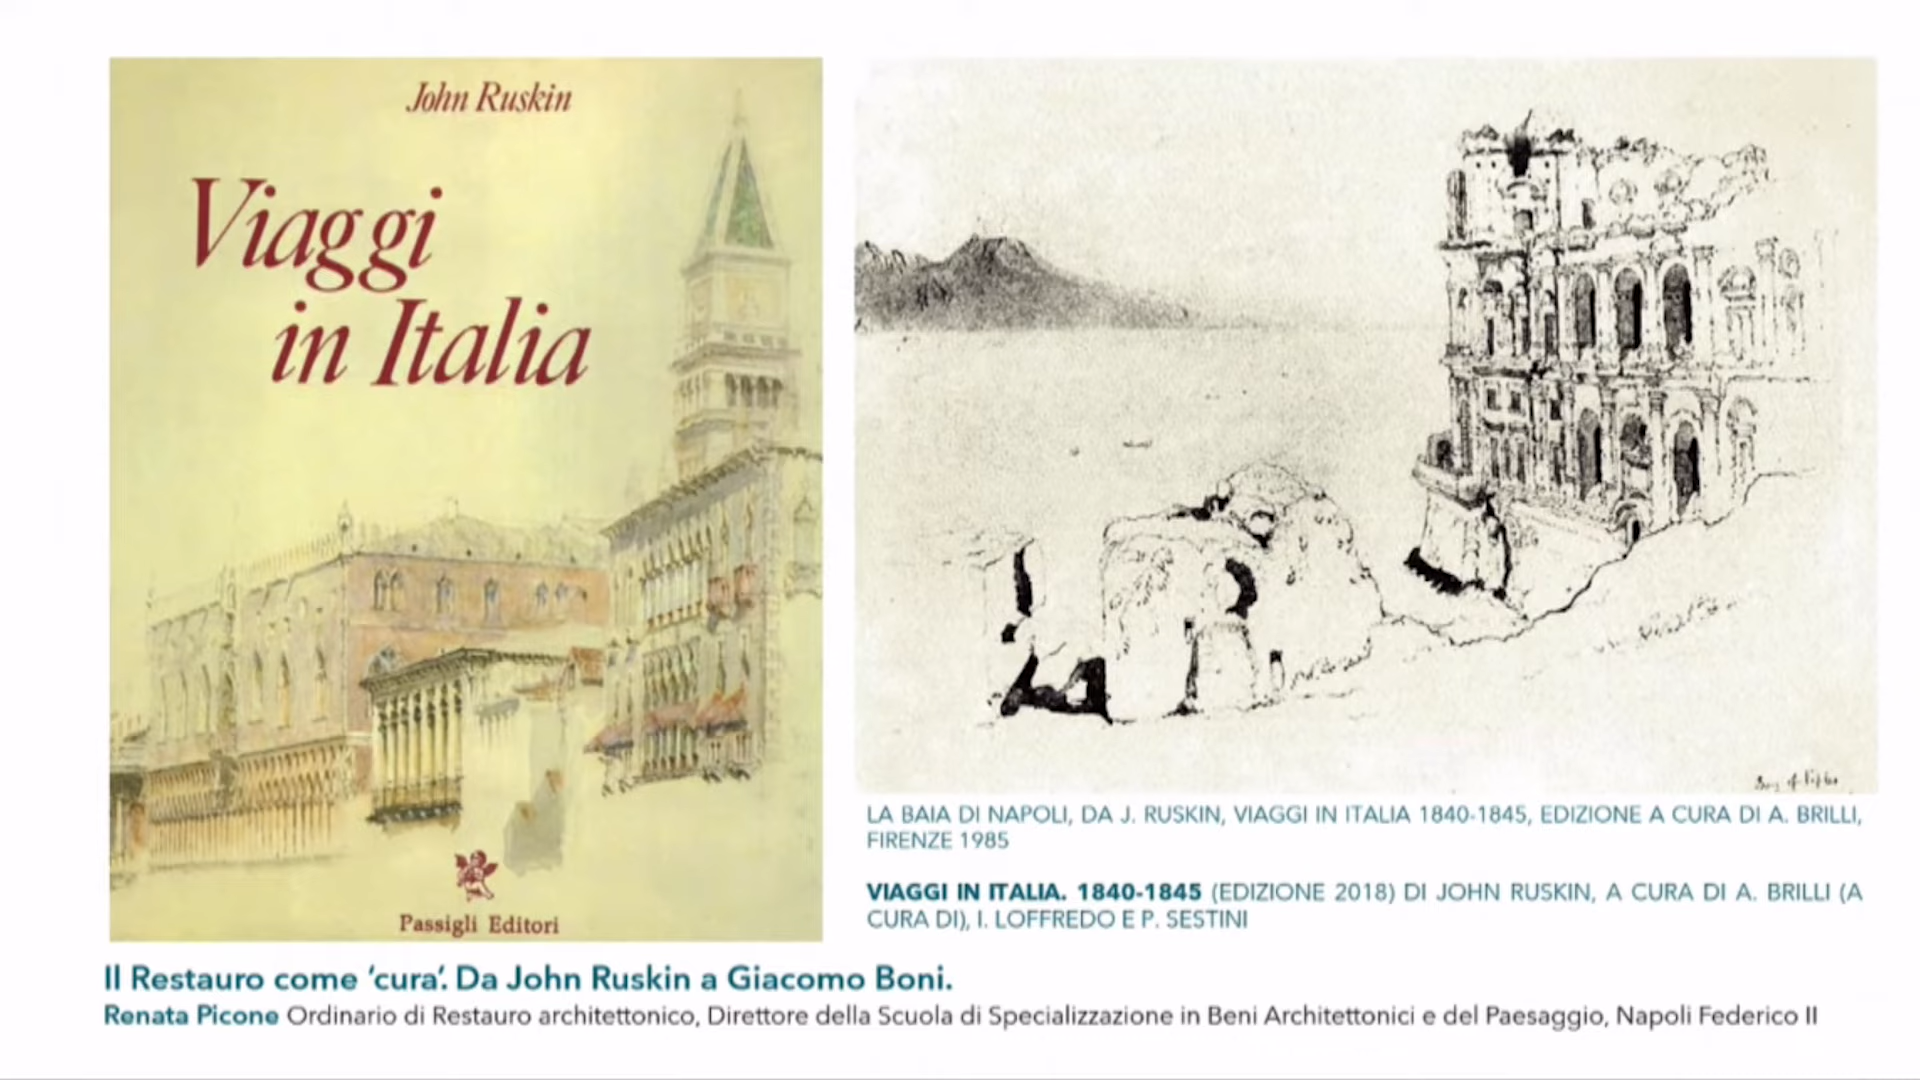 John Ruskin
Viaggi
in Italia
Passigli Editori
Bay of Naples
LA BAIA DI NAPOLI, DA J. RUSKIN, VIAGGI IN ITALIA 1840-1845, EDIZIONE A CURA DI A. BRILLI,
FIRENZE 1985
VIAGGI IN ITALIA. 1840-1845 (EDIZIONE 2018) DI JOHN RUSKIN, A CURA DI A. BRILLI (A
CURA DI), I. LOFFREDO E P. SESTINI
Il Restauro come ‘cura’. Da John Ruskin a Giacomo Boni.
Renata Picone Ordinario di Restauro architettonico, Direttore della Scuola di Specializzazione in Beni Architettonici e del Paesaggio, Napoli Federico II